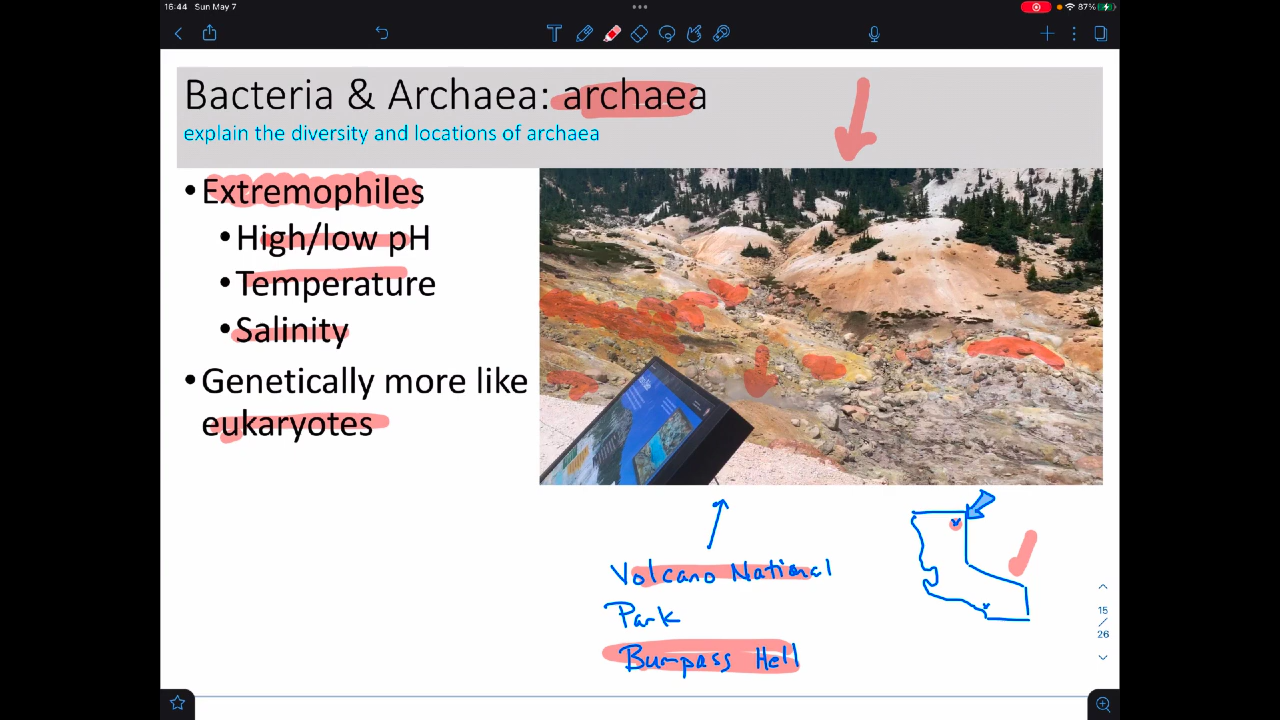 16:44 Sun May 7
87%
Bacteria & Archaea: archaea
explain the diversity and locations of archaea
• Extremophiles
• High/low pH
• Temperature
• Salinity
• Genetically more like
eukaryotes
Volcano National
Park
Bumpass Hell
15
/
26